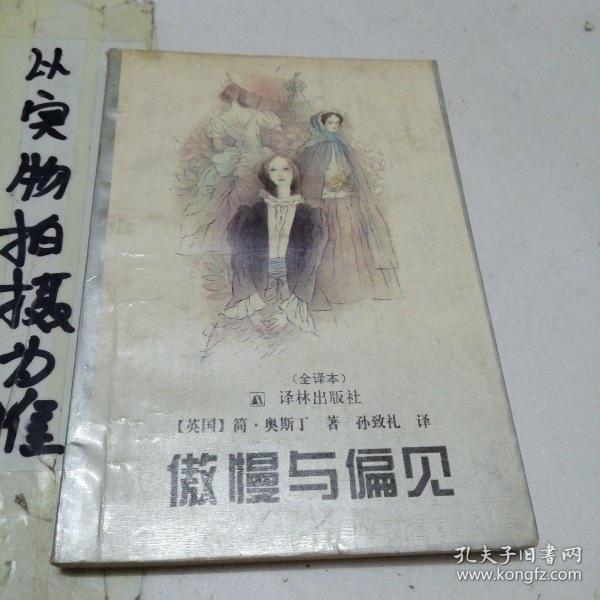 以实物拍摄为准
(全译本)
译林出版社
【英国】简·奥斯丁 著 孙致礼 译
傲慢与偏见
孔夫子旧书网
www.kongfz.com